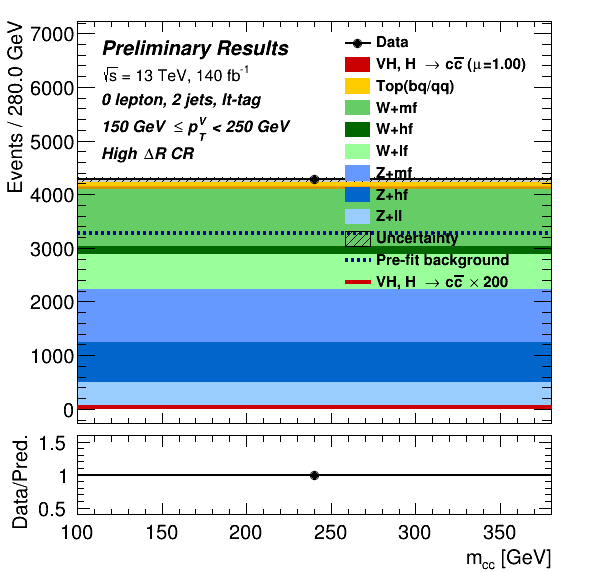 Events / 280.0 GeV
7000
6000
5000
4000
3000
2000
1000
0
Preliminary Results
√s = 13 TeV, 140 fb⁻¹
0 lepton, 2 jets, lt-tag
150 GeV ≤ p_T^V < 250 GeV
High ΔR CR
Data
VH, H → cc̅ (μ=1.00)
Top(bq/qq)
W+mf
W+hf
W+lf
Z+mf
Z+hf
Z+ll
Uncertainty
Pre-fit background
VH, H → cc̅ × 200
Data/Pred.
1.5
1
0.5
100 150 200 250 300 350
m_cc [GeV]